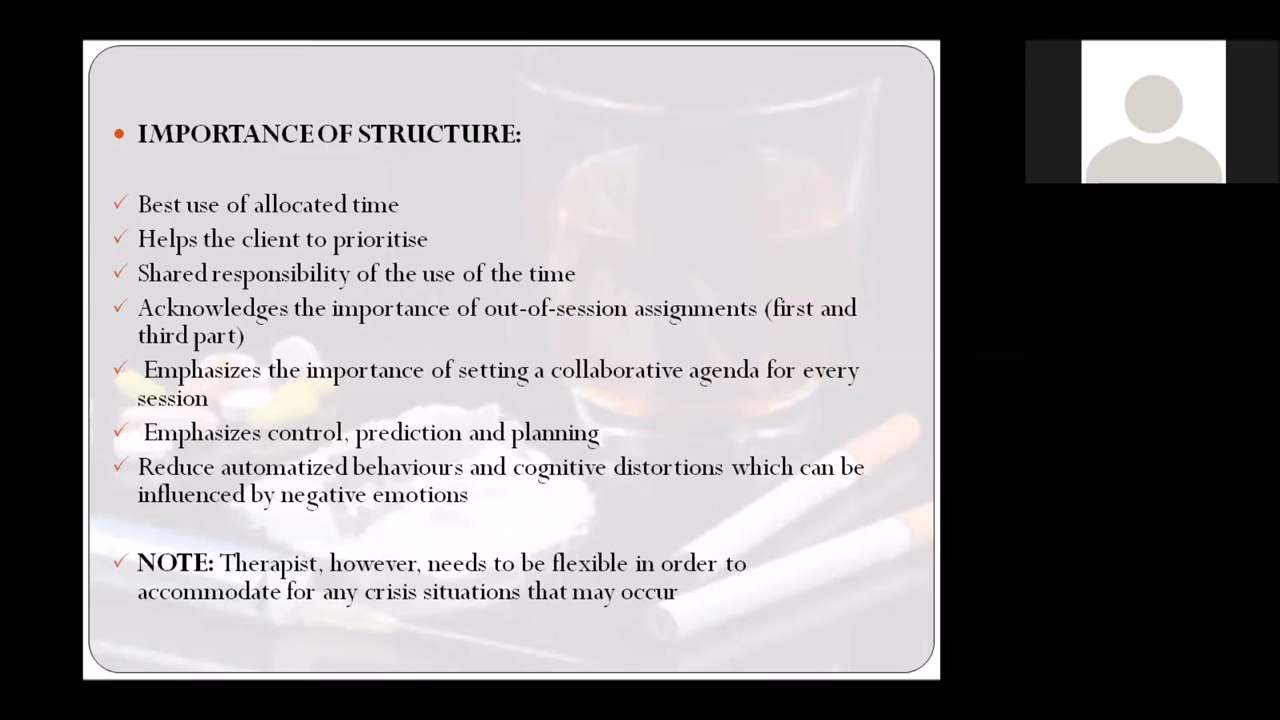 IMPORTANCE OF STRUCTURE:
Best use of allocated time
Helps the client to prioritise
Shared responsibility of the use of the time
Acknowledges the importance of out-of-session assignments (first and
third part)
Emphasizes the importance of setting a collaborative agenda for every
session
Emphasizes control, prediction and planning
Reduce automatized behaviours and cognitive distortions which can be
influenced by negative emotions
NOTE: Therapist, however, needs to be flexible in order to
accommodate for any crisis situations that may occur